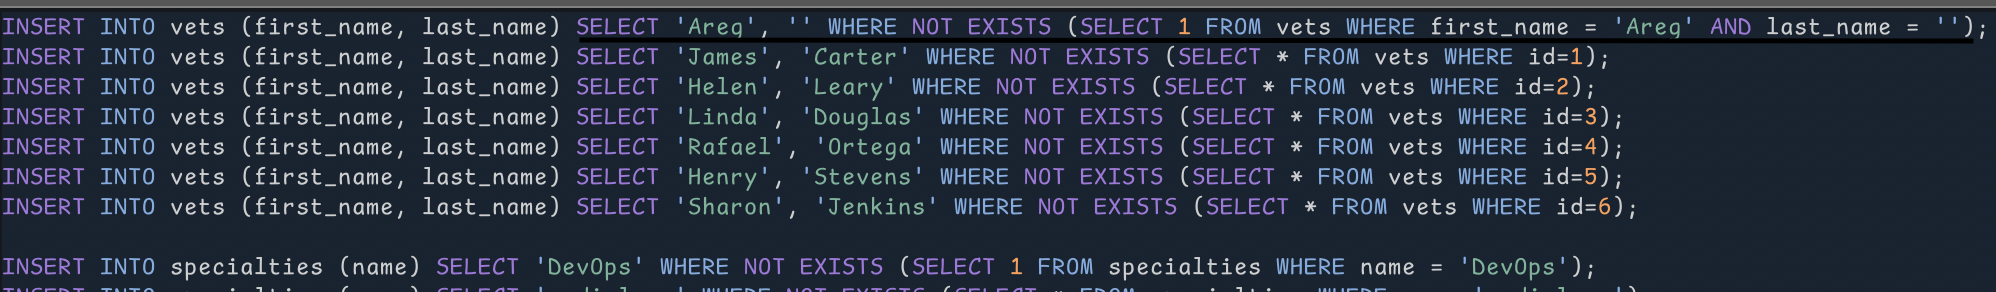 INSERT INTO vets (first_name, last_name) SELECT 'Areg', '' WHERE NOT EXISTS (SELECT 1 FROM vets WHERE first_name = 'Areg' AND last_name = '');
INSERT INTO vets (first_name, last_name) SELECT 'James', 'Carter' WHERE NOT EXISTS (SELECT * FROM vets WHERE id=1);
INSERT INTO vets (first_name, last_name) SELECT 'Helen', 'Leary' WHERE NOT EXISTS (SELECT * FROM vets WHERE id=2);
INSERT INTO vets (first_name, last_name) SELECT 'Linda', 'Douglas' WHERE NOT EXISTS (SELECT * FROM vets WHERE id=3);
INSERT INTO vets (first_name, last_name) SELECT 'Rafael', 'Ortega' WHERE NOT EXISTS (SELECT * FROM vets WHERE id=4);
INSERT INTO vets (first_name, last_name) SELECT 'Henry', 'Stevens' WHERE NOT EXISTS (SELECT * FROM vets WHERE id=5);
INSERT INTO vets (first_name, last_name) SELECT 'Sharon', 'Jenkins' WHERE NOT EXISTS (SELECT * FROM vets WHERE id=6);
INSERT INTO specialties (name) SELECT 'DevOps' WHERE NOT EXISTS (SELECT 1 FROM specialties WHERE name = 'DevOps');